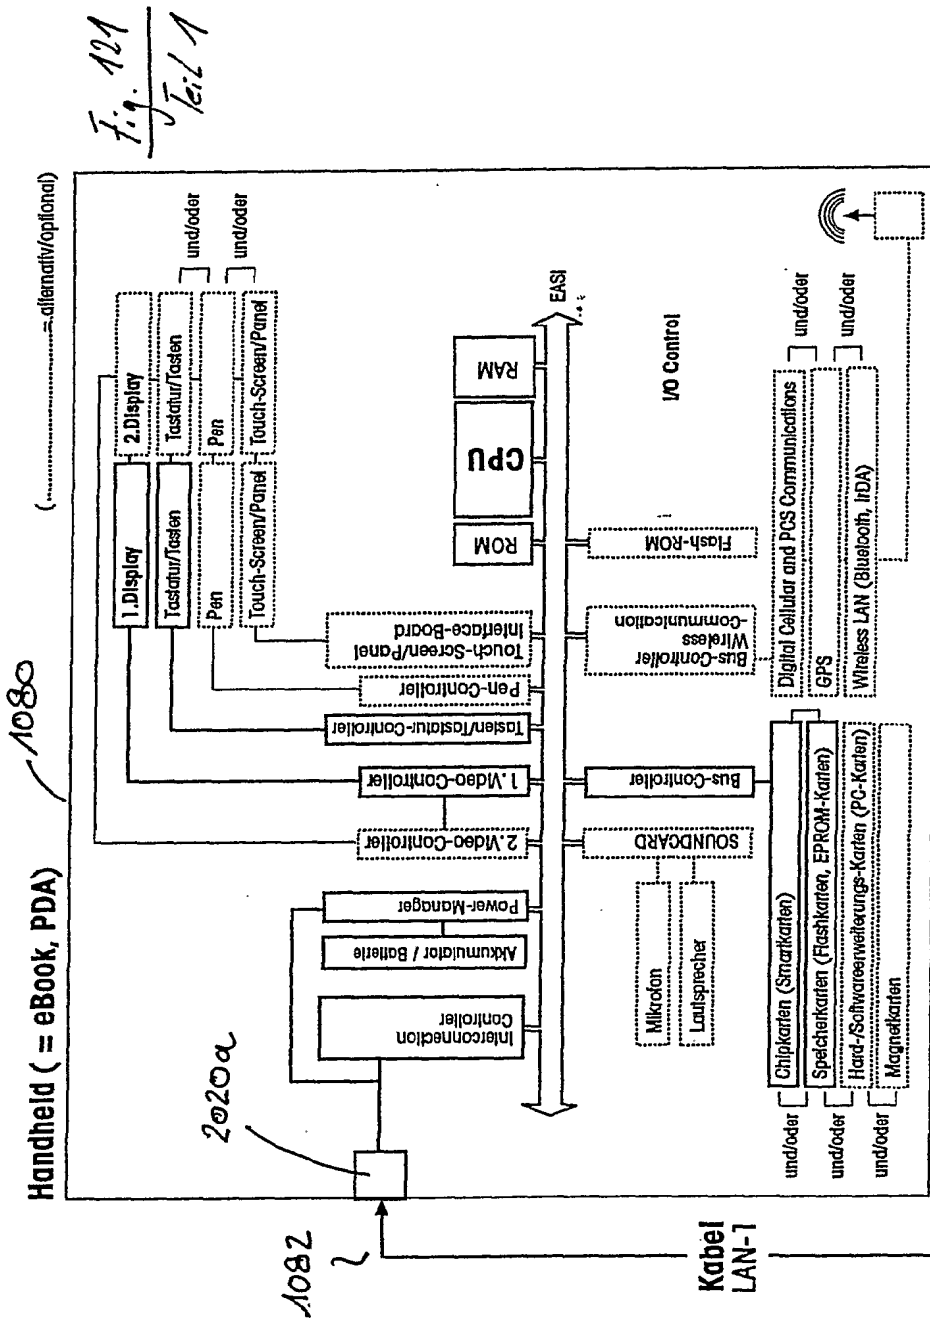 Fig. 121
Teil 1
1080
Handheld ( = eBook, PDA)
(.................... = alternativ/optional)
1.Display
2.Display
Tastatur/Tasten
Tastatur/Tasten
und/oder
Pen
Pen
und/oder
Touch-Screen/Panel
Touch-Screen/Panel
2020a
1082
Interconnection
Controller
Akkumulator / Batterie
Power-Manager
2.Video-Controller
1.Video-Controller
Tasten/Tastatur-Controller
Pen-Controller
Touch-Screen/Panel
Interface-Board
ROM
CPU
RAM
EASI
SOUNDCARD
Mikrofon
Lautsprecher
Bus-Controller
Bus-Controller
Wireless
-Communication
Flash-ROM
I/O Control
Chipkarten (Smartkarten)
und/oder
Speicherkarten (Flashkarten, EPROM-Karten)
und/oder
Hard-/Softwareerweiterungs-Karten (PC-Karten)
und/oder
Magnetkarten
Digital Cellular and PCS Communications
und/oder
GPS
und/oder
Wireless LAN (Bluetooth, IrDA)
Kabel
LAN-1